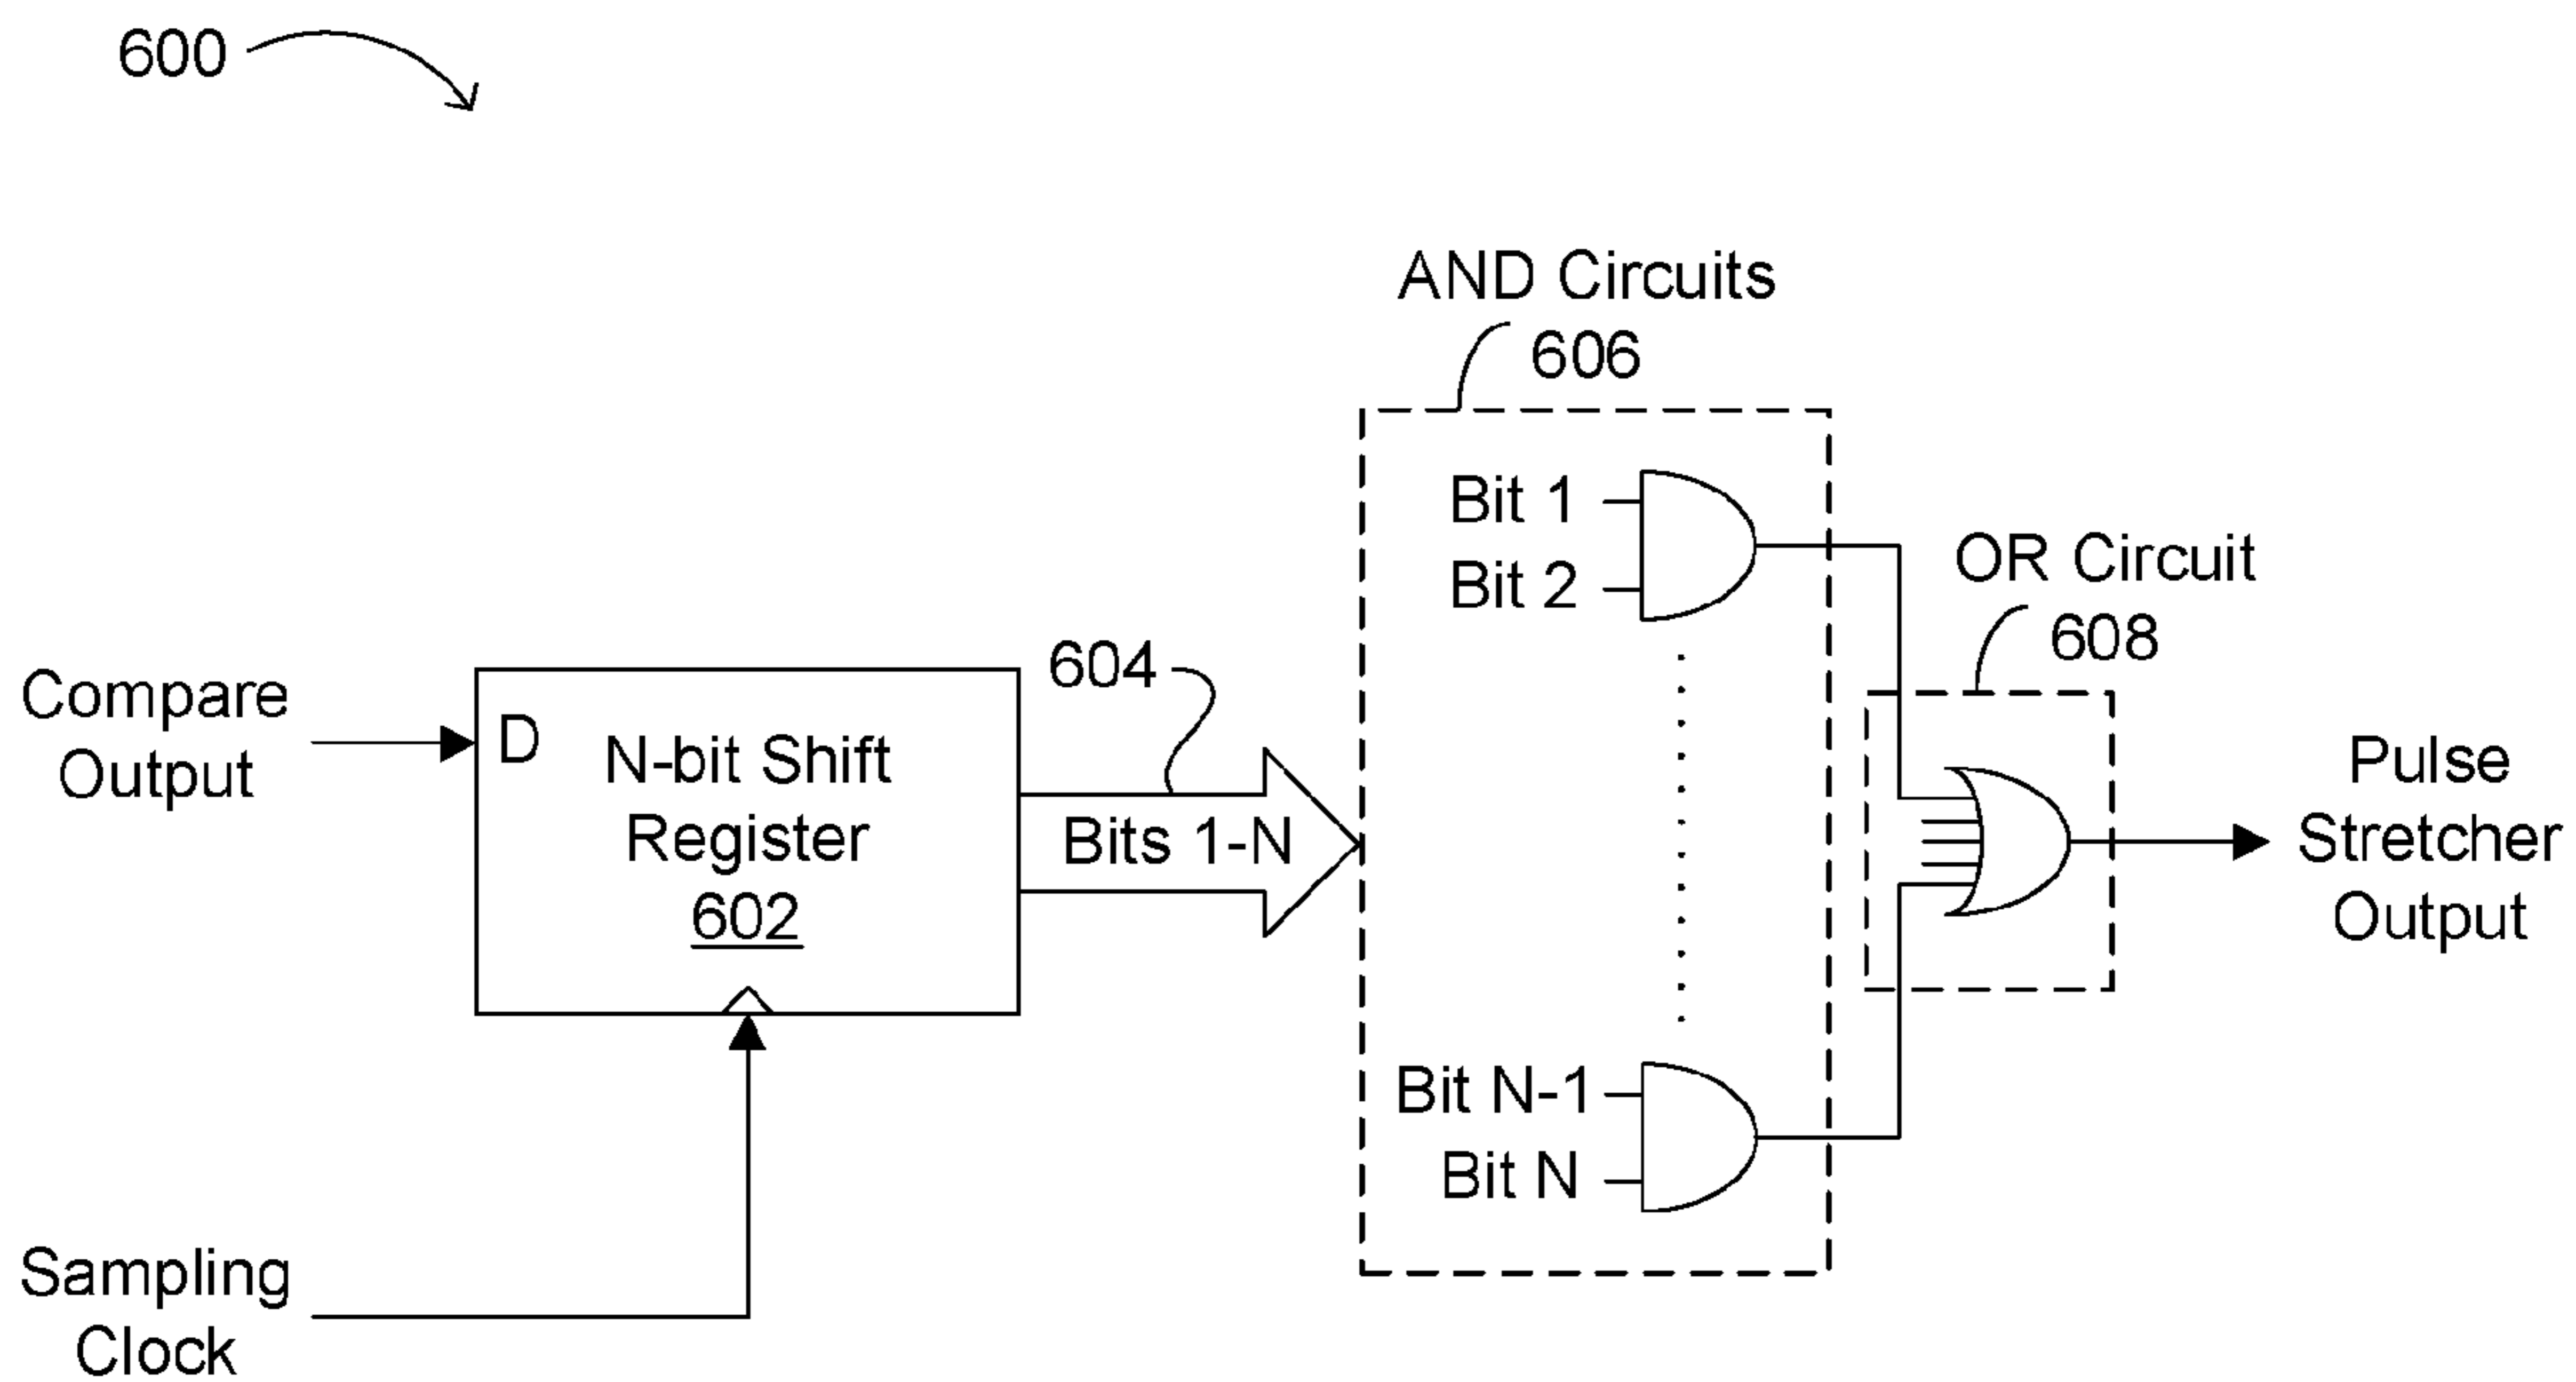 600
AND Circuits
606
Bit 1
Bit 2
OR Circuit
608
604
Compare
Output
D
N-bit Shift
Register
602
Bits 1-N
Pulse
Stretcher
Output
Bit N-1
Bit N
Sampling
Clock